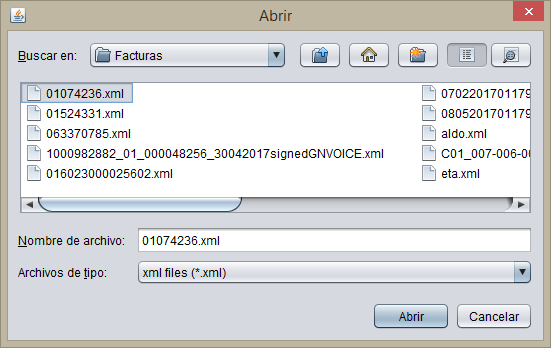 Abrir
Buscar en: Facturas
01074236.xml
01524331.xml
063370785.xml
1000982882_01_000048256_30042017signedGNVOICE.xml
016023000025602.xml
0702201701179
0805201701179
aldo.xml
C01_007-006-00
eta.xml
Nombre de archivo: 01074236.xml
Archivos de tipo: xml files (*.xml)
Abrir Cancelar